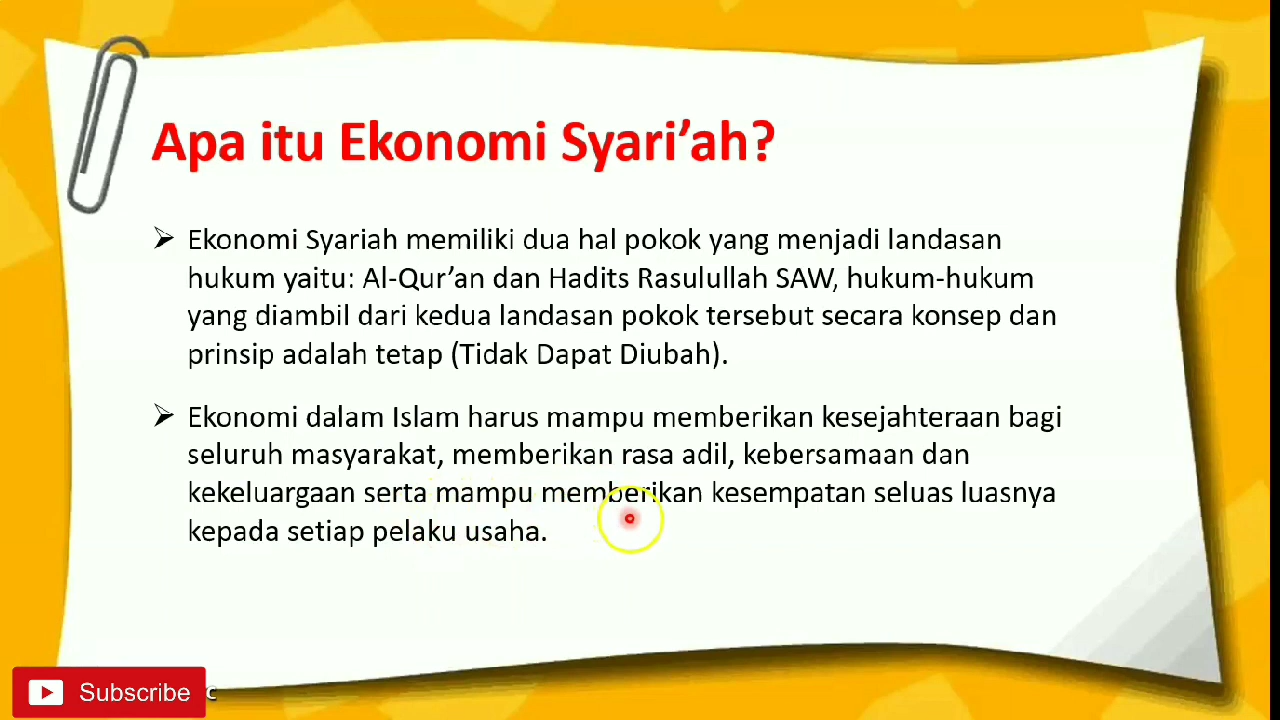 Apa itu Ekonomi Syari’ah?
Ekonomi Syariah memiliki dua hal pokok yang menjadi landasan
hukum yaitu: Al-Qur’an dan Hadits Rasulullah SAW, hukum-hukum
yang diambil dari kedua landasan pokok tersebut secara konsep dan
prinsip adalah tetap (Tidak Dapat Diubah).
Ekonomi dalam Islam harus mampu memberikan kesejahteraan bagi
seluruh masyarakat, memberikan rasa adil, kebersamaan dan
kekeluargaan serta mampu memberikan kesempatan seluas luasnya
kepada setiap pelaku usaha.
Subscribe